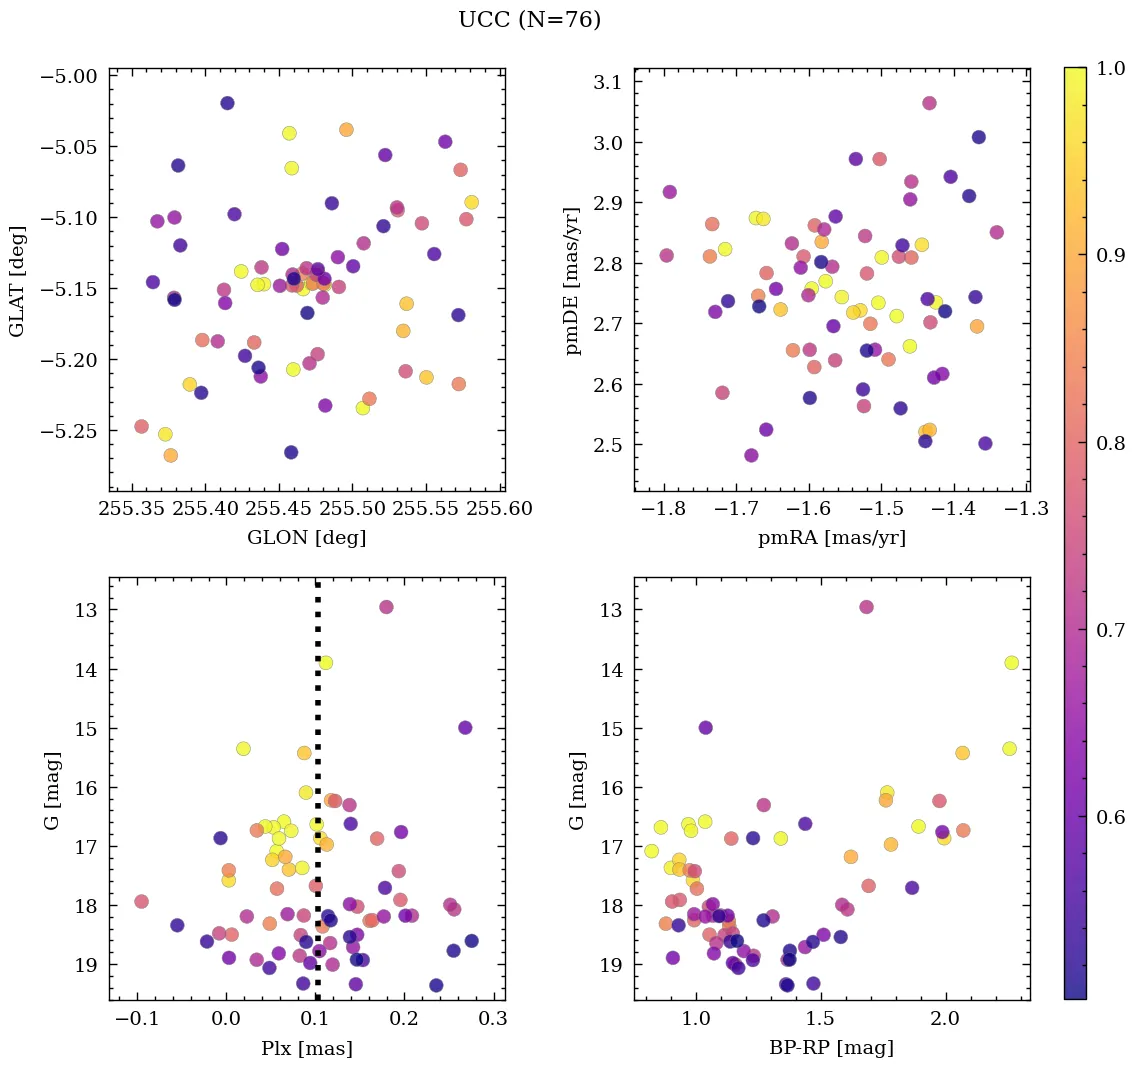 UCC (N=76)
−5.00
−5.05
−5.10
−5.15
−5.20
−5.25
GLAT [deg]
255.35 255.40 255.45 255.50 255.55 255.60
GLON [deg]
3.1
3.0
2.9
2.8
2.7
2.6
2.5
pmDE [mas/yr]
−1.8 −1.7 −1.6 −1.5 −1.4 −1.3
pmRA [mas/yr]
13
14
15
16
17
18
19
G [mag]
−0.1 0.0 0.1 0.2 0.3
Plx [mas]
13
14
15
16
17
18
19
G [mag]
1.0 1.5 2.0
BP-RP [mag]
1.0
0.9
0.8
0.7
0.6